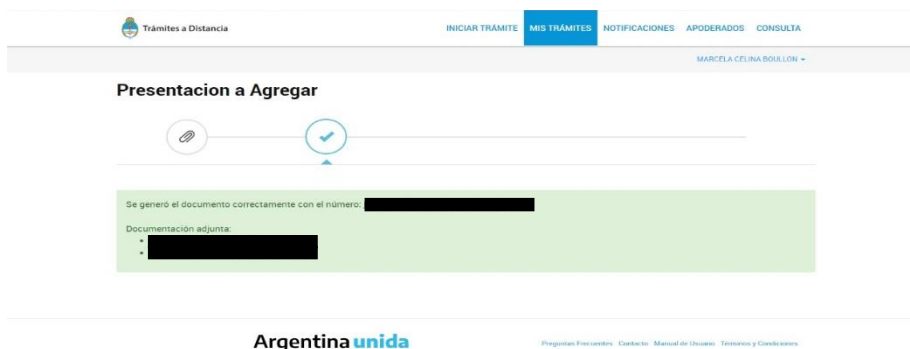 Trámites a Distancia
INICIAR TRÁMITE MIS TRÁMITES NOTIFICACIONES APODERADOS CONSULTA
MARCELA CELINA BOULLON
Presentacion a Agregar
Se generó el documento correctamente con el número:
Documentación adjunta:
Argentina unida
Preguntas Frecuentes Contacto Manual de Usuario Términos y Condiciones